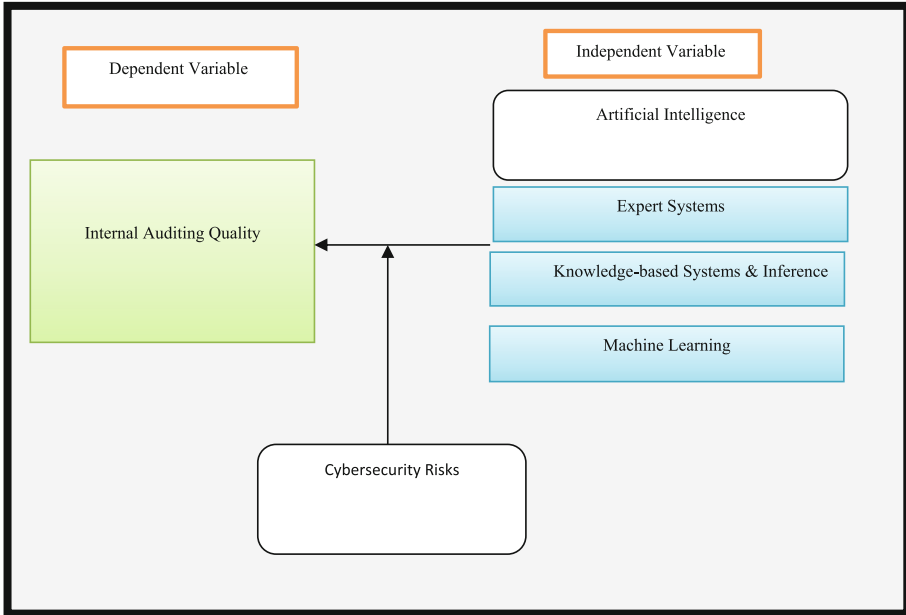 Dependent Variable
Independent Variable
Artificial Intelligence
Expert Systems
Internal Auditing Quality
Knowledge-based Systems & Inference
Machine Learning
Cybersecurity Risks